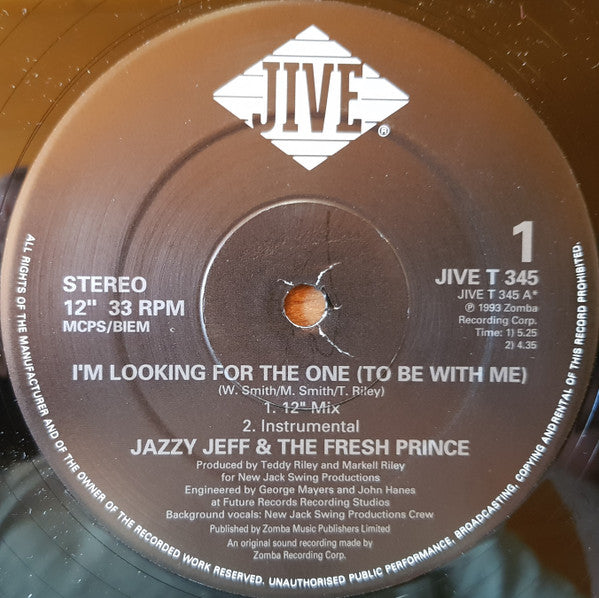 JIVE
®
1
STEREO
12" 33 RPM
MCPS/BIEM
JIVE T 345
JIVE T 345 A*
℗ 1993 Zomba
Recording Corp.
Time: 1) 5.25
2) 4.35
I'M LOOKING FOR THE ONE (TO BE WITH ME)
(W. Smith/M. Smith/T. Riley)
1. 12" Mix
2. Instrumental
JAZZY JEFF & THE FRESH PRINCE
Produced by Teddy Riley and Markell Riley
for New Jack Swing Productions
Engineered by George Mayers and John Hanes
at Future Records Recording Studios
Background vocals: New Jack Swing Productions Crew
Published by Zomba Music Publishers Limited
An original sound recording made by
Zomba Recording Corp.
ALL RIGHTS OF THE MANUFACTURER AND OF THE OWNER OF THE RECORDED WORK RESERVED. UNAUTHORISED PUBLIC PERFORMANCE, BROADCASTING, COPYING AND RENTAL OF THIS RECORD PROHIBITED.